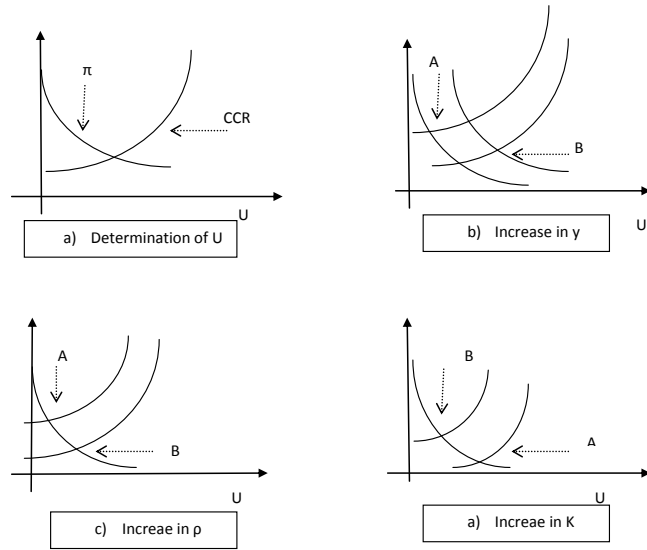 π
CCR
U
a) Determination of U
A
B
U
b) Increase in y
A
B
U
c) Increae in ρ
B
A
U
a) Increae in K